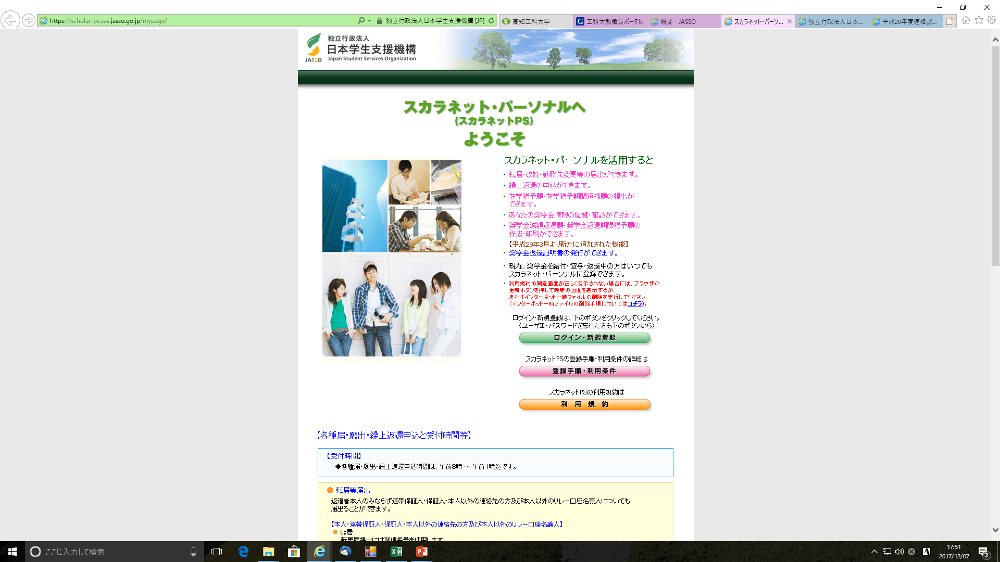 https://scholar-ps.sas.jasso.go.jp/mypage/
独立行政法人日本学生支援機構 [JP]
高知工科大学
工科大教職員ポータル
概要 - JASSO
スカラネット・パーソ...
独立行政法人日本...
平成29年度適格認...
独立行政法人
日本学生支援機構
Japan Student Services Organization
JASSO
スカラネット・パーソナルへ
(スカラネットPS)
ようこそ
スカラネット・パーソナルを活用すると
・ 転居・改姓・勤務先変更等の届出ができます。
・ 繰上返還の申込ができます。
・ 在学猶予願・在学猶予期間短縮願の提出が
できます。
・ あなたの奨学金情報の閲覧・確認ができます。
・ 奨学金減額返還願・奨学金返還期限猶予願の
作成・印刷ができます。
【平成29年3月より新たに追加された機能】
・ 奨学金返還証明書の発行ができます。
・ 現在、奨学金を給付・貸与・返還中の方はいつでも
スカラネット・パーソナルに登録できます。
・ 利用規約の同意画面が正しく表示されない場合には、ブラウザの
更新ボタンを押して最新の画面を表示するか、
またはインターネット一時ファイルの削除を実行してください
（インターネット一時ファイルの削除手順についてはコチラ）。
ログイン・新規登録は、下のボタンをクリックしてください。
（ユーザID・パスワードを忘れた方も下のボタンから）
ログイン・新規登録
スカラネットPSの登録手順・利用条件の詳細は
登録手順・利用条件
スカラネットPSの利用規約は
利 用 規 約
【各種届・願出・繰上返還申込と受付時間等】
【受付時間】
◆各種届・願出・繰上返還申込時間は、午前8時 ～ 午前1時迄です。
転居等届出
返還者本人のみならず連帯保証人・保証人・本人以外の連絡先の方及び本人以外のリレー口座名義人についても
届出ることができます。
【本人・連帯保証人・保証人・本人以外の連絡先の方及び本人以外のリレー口座名義人】
転居
転居届提出には郵便番号を使用します。
ここに入力して検索
17:51
2017/12/07
2